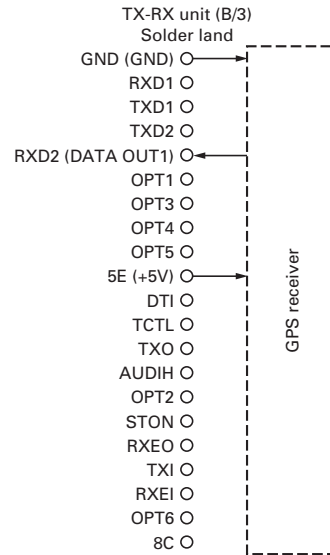 TX-RX unit (B/3)
Solder land
GND (GND)
RXD1
TXD1
TXD2
RXD2 (DATA OUT1)
OPT1
OPT3
OPT4
OPT5
5E (+5V)
DTI
TCTL
TXO
AUDIH
OPT2
STON
RXEO
TXI
RXEI
OPT6
8C
GPS receiver